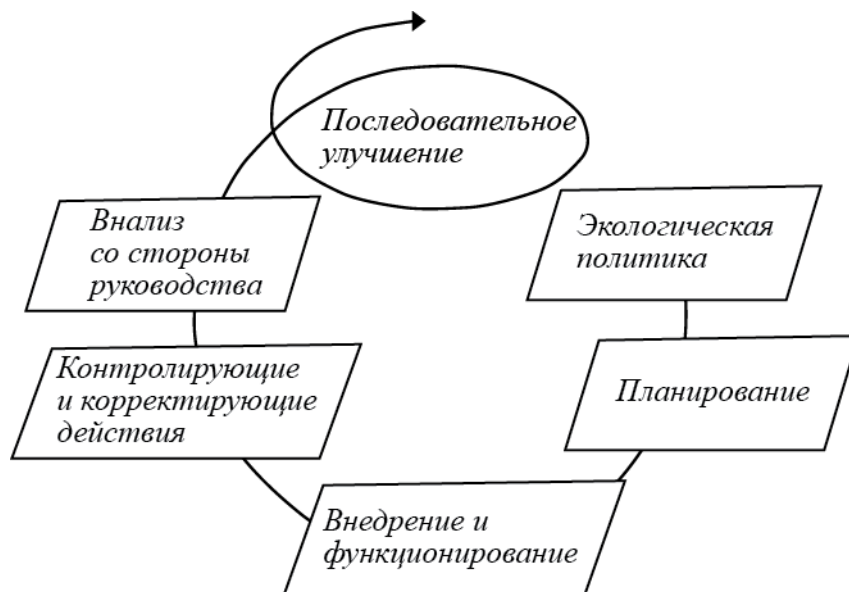 Последовательное
улучшение
Внализ
со стороны
руководства
Экологическая
политика
Контролирующие
и корректирующие
действия
Планирование
Внедрение и
функционирование